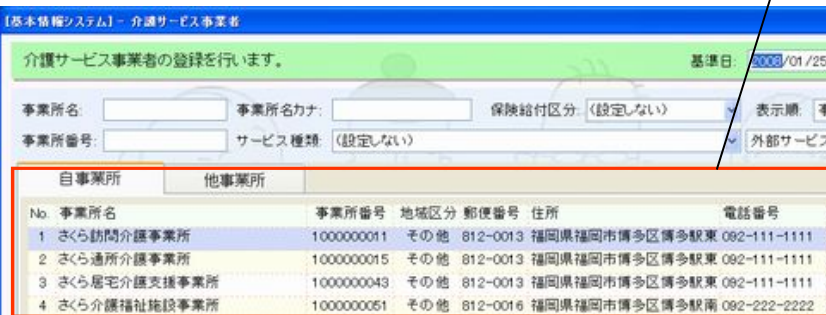 【基本情報システム】- 介護サービス事業者
介護サービス事業者の登録を行います。 基準日: 2008/01/25
事業所名: 事業所名カナ: 保険給付区分: (設定しない) 表示順: 事
事業所番号: サービス種類: (設定しない) 外部サービス
自事業所 他事業所
No. 事業所名 事業所番号 地域区分 郵便番号 住所 電話番号
1 さくら訪問介護事業所 1000000011 その他 812-0013 福岡県福岡市博多区博多駅東 092-111-1111
2 さくら通所介護事業所 1000000015 その他 812-0013 福岡県福岡市博多区博多駅東 092-111-1111
3 さくら居宅介護支援事業所 1000000043 その他 812-0013 福岡県福岡市博多区博多駅東 092-111-1111
4 さくら介護福祉施設事業所 1000000051 その他 812-0016 福岡県福岡市博多区博多駅南 092-222-2222